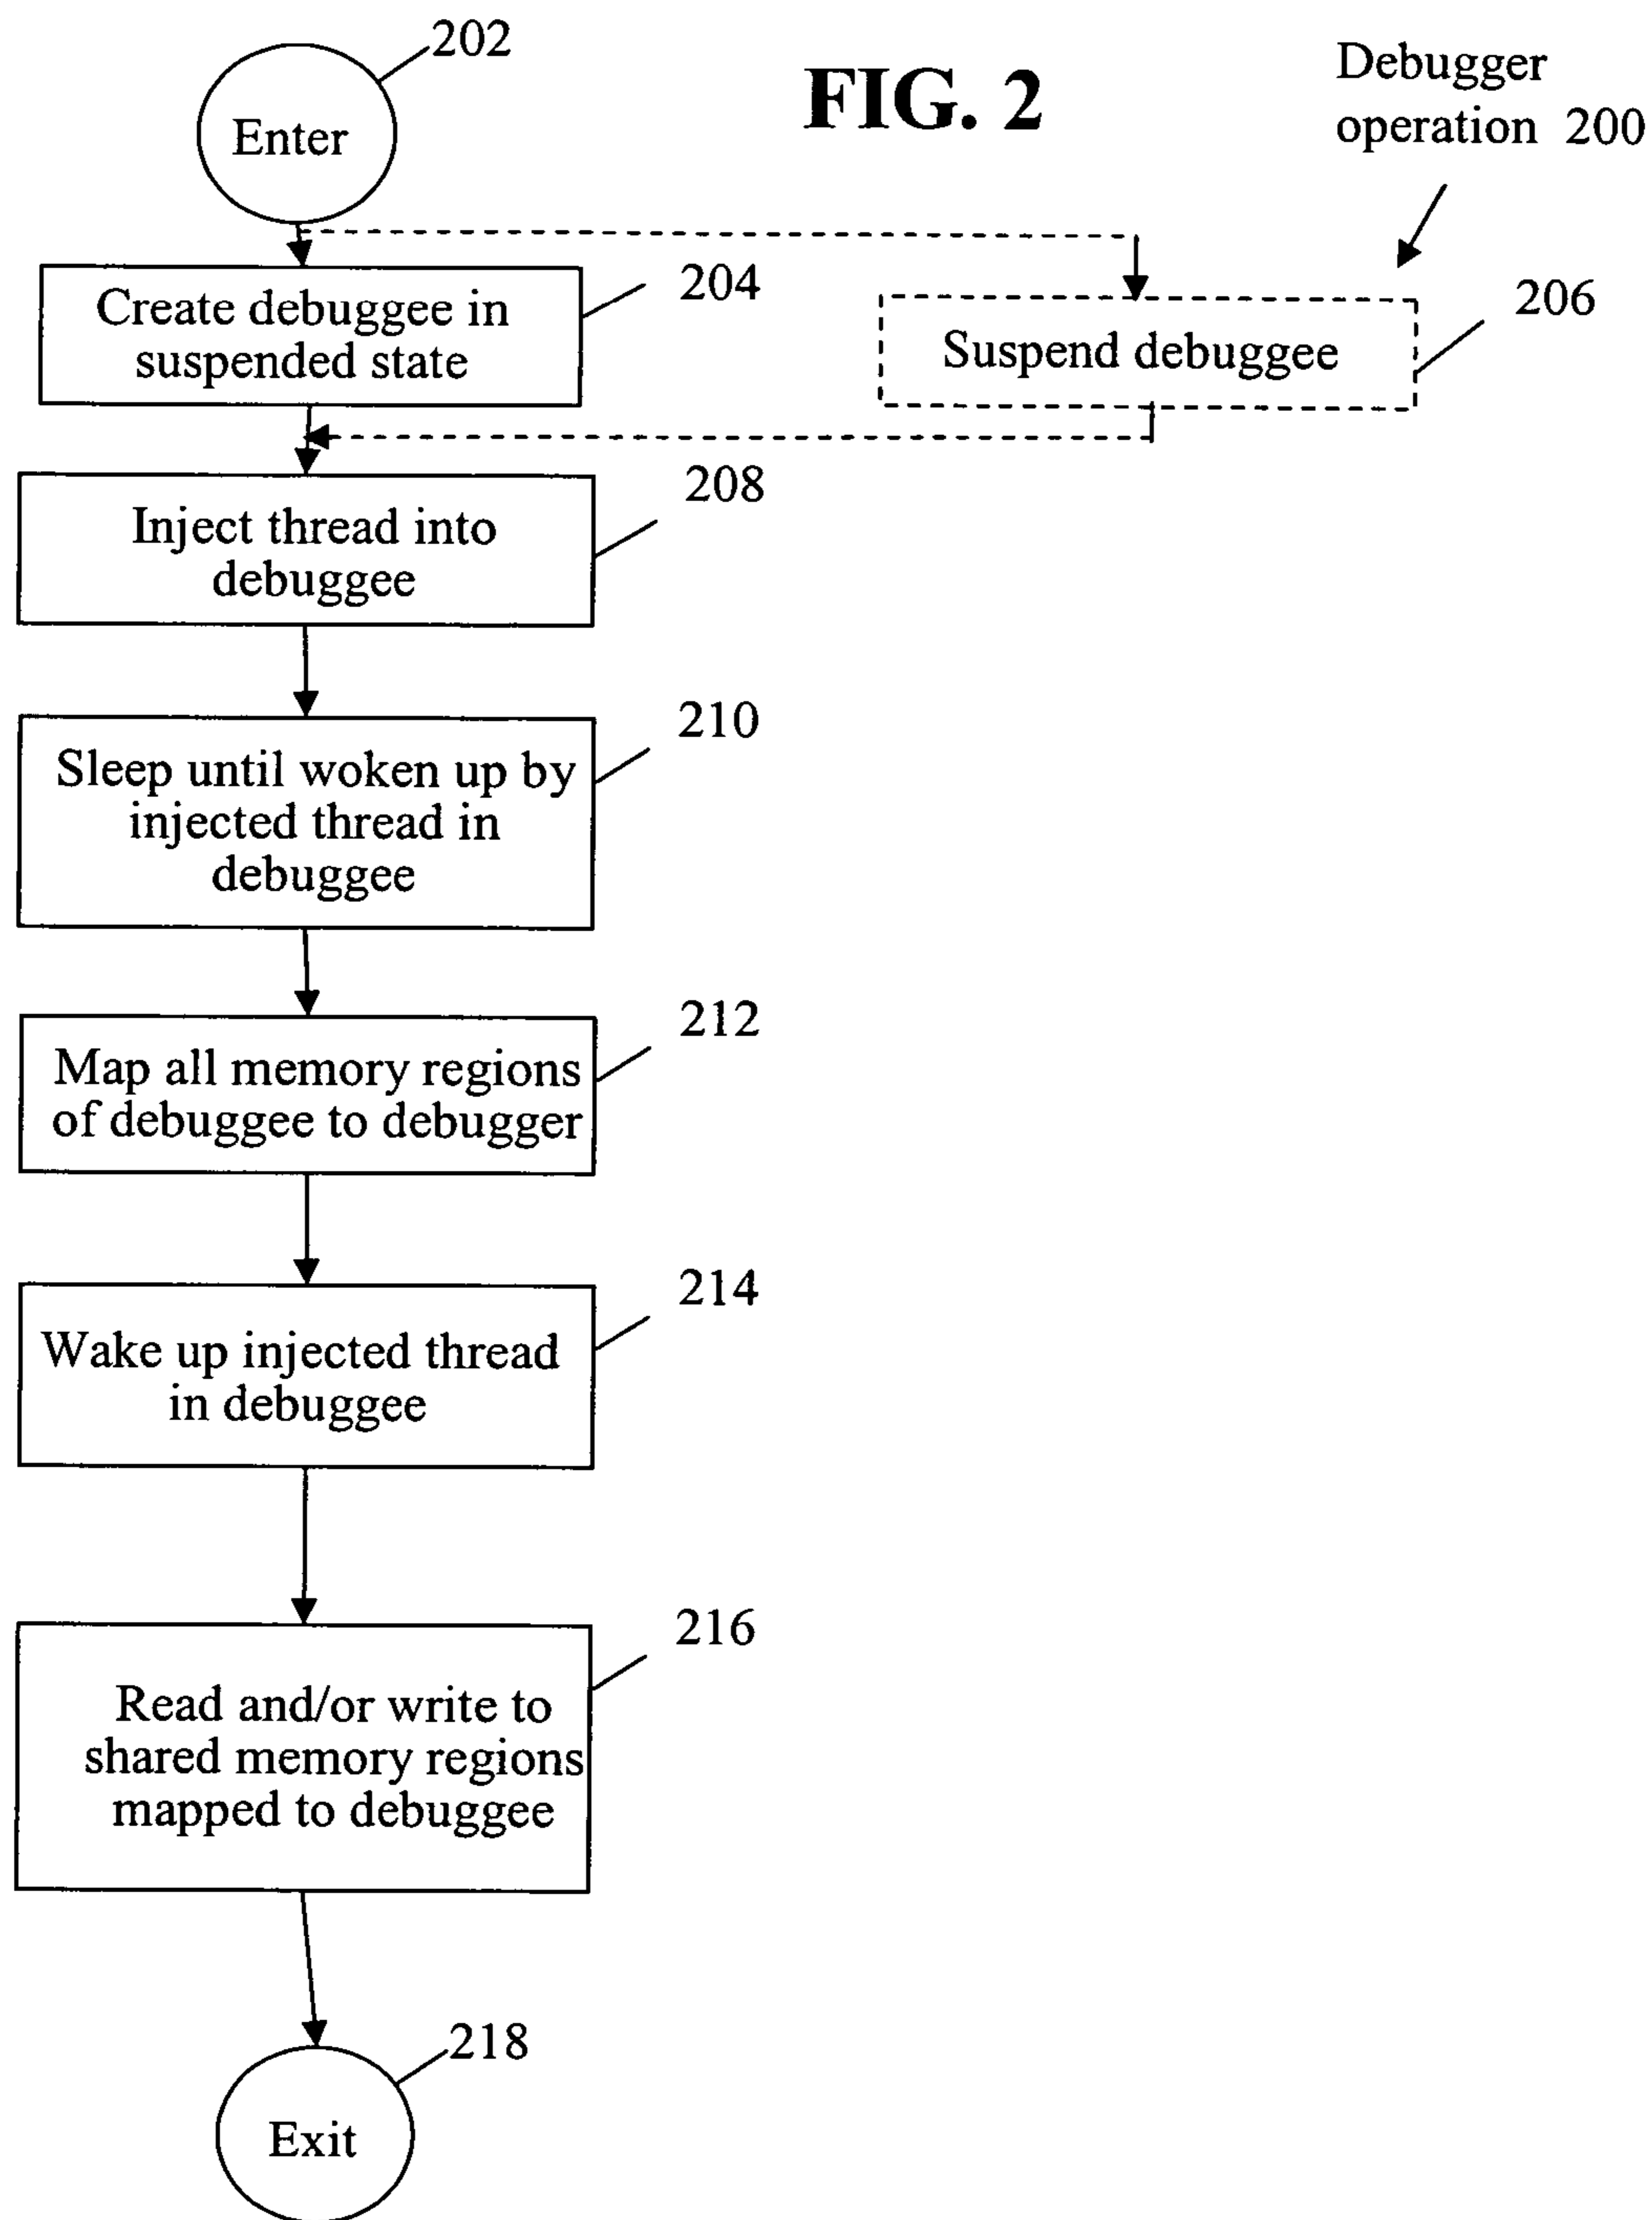 202
FIG. 2
Debugger
operation 200
Enter
204
Create debuggee in
suspended state
206
Suspend debuggee
208
Inject thread into
debuggee
210
Sleep until woken up by
injected thread in
debuggee
212
Map all memory regions
of debuggee to debugger
214
Wake up injected thread
in debuggee
216
Read and/or write to
shared memory regions
mapped to debuggee
218
Exit